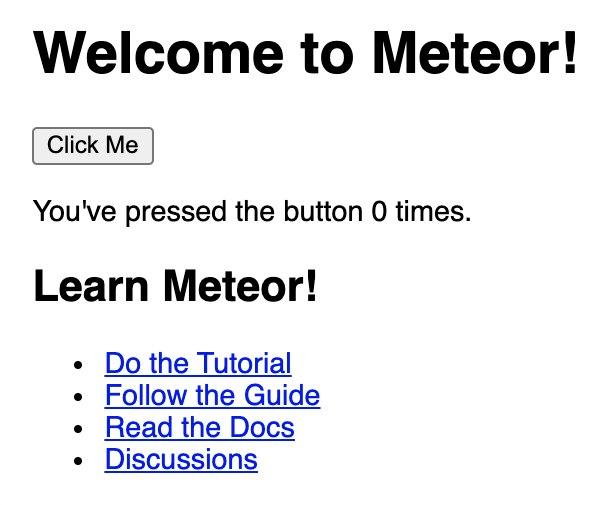 Welcome to Meteor!
Click Me
You've pressed the button 0 times.
Learn Meteor!
Do the Tutorial
Follow the Guide
Read the Docs
Discussions